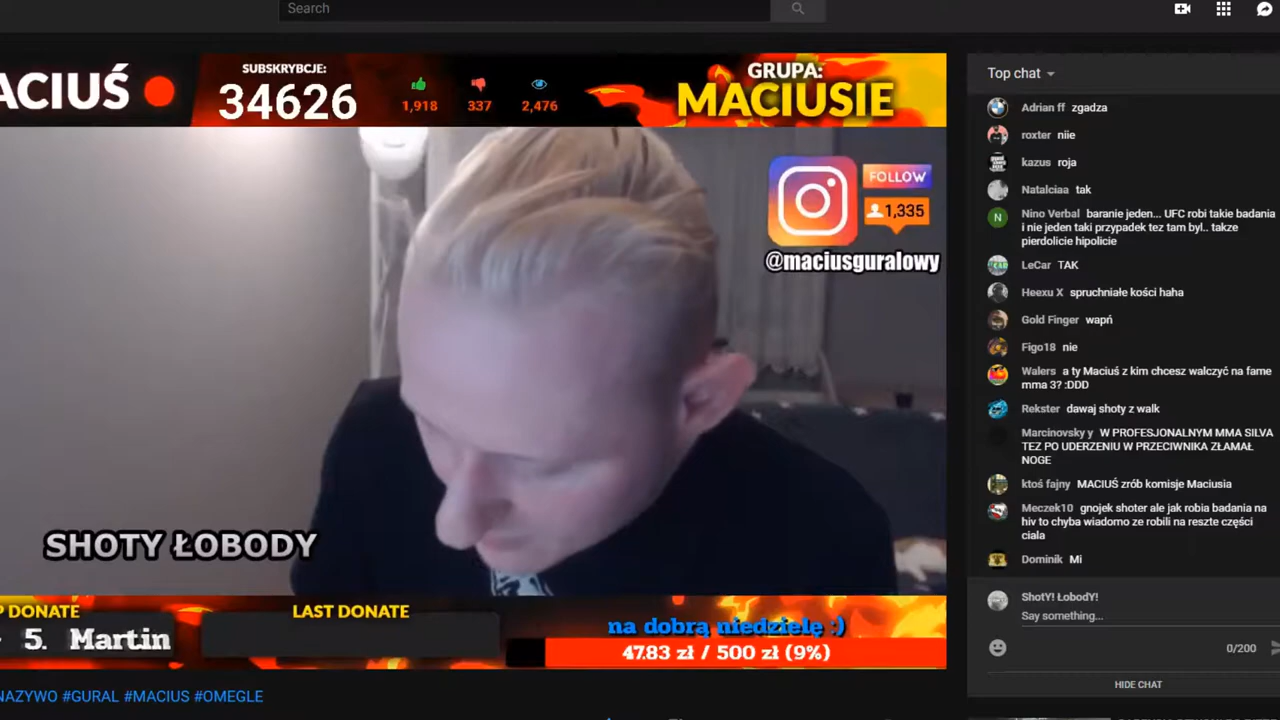 Search
ACIUŚ
SUBSKRYBCJE:
34626
1,918
337
2,476
GRUPA:
MACIUSIE
FOLLOW
1,335
@maciusguralowy
SHOTY ŁOBODY
P DONATE
5. Martin
LAST DONATE
na dobrą niedzielę :)
47.83 zł / 500 zł (9%)
NAZYWO #GURAL #MACIUS #OMEGLE
Top chat
Adrian ff zgadza
roxter niie
kazus roja
Natalciaa tak
N
Nino Verbal baranie jeden... UFC robi takie badania
i nie jeden taki przypadek tez tam byl.. takze
pierdolicie hipolicie
LeCar TAK
Heexu X spruchniałe kości haha
Gold Finger wapń
Figo18 nie
Walers a ty Maciuś z kim chcesz walczyć na fame
mma 3? :DDD
Rekster dawaj shoty z walk
Marcinovsky y W PROFESJONALNYM MMA SILVA
TEZ PO UDERZENIU W PRZECIWNIKA ZŁAMAŁ
NOGE
ktoś fajny MACIUŚ zrób komisje Maciusia
Meczek10 gnojek shoter ale jak robia badania na
hiv to chyba wiadomo ze robili na reszte części
ciala
Dominik Mi
ShotY! ŁobodY!
Say something...
0/200
HIDE CHAT